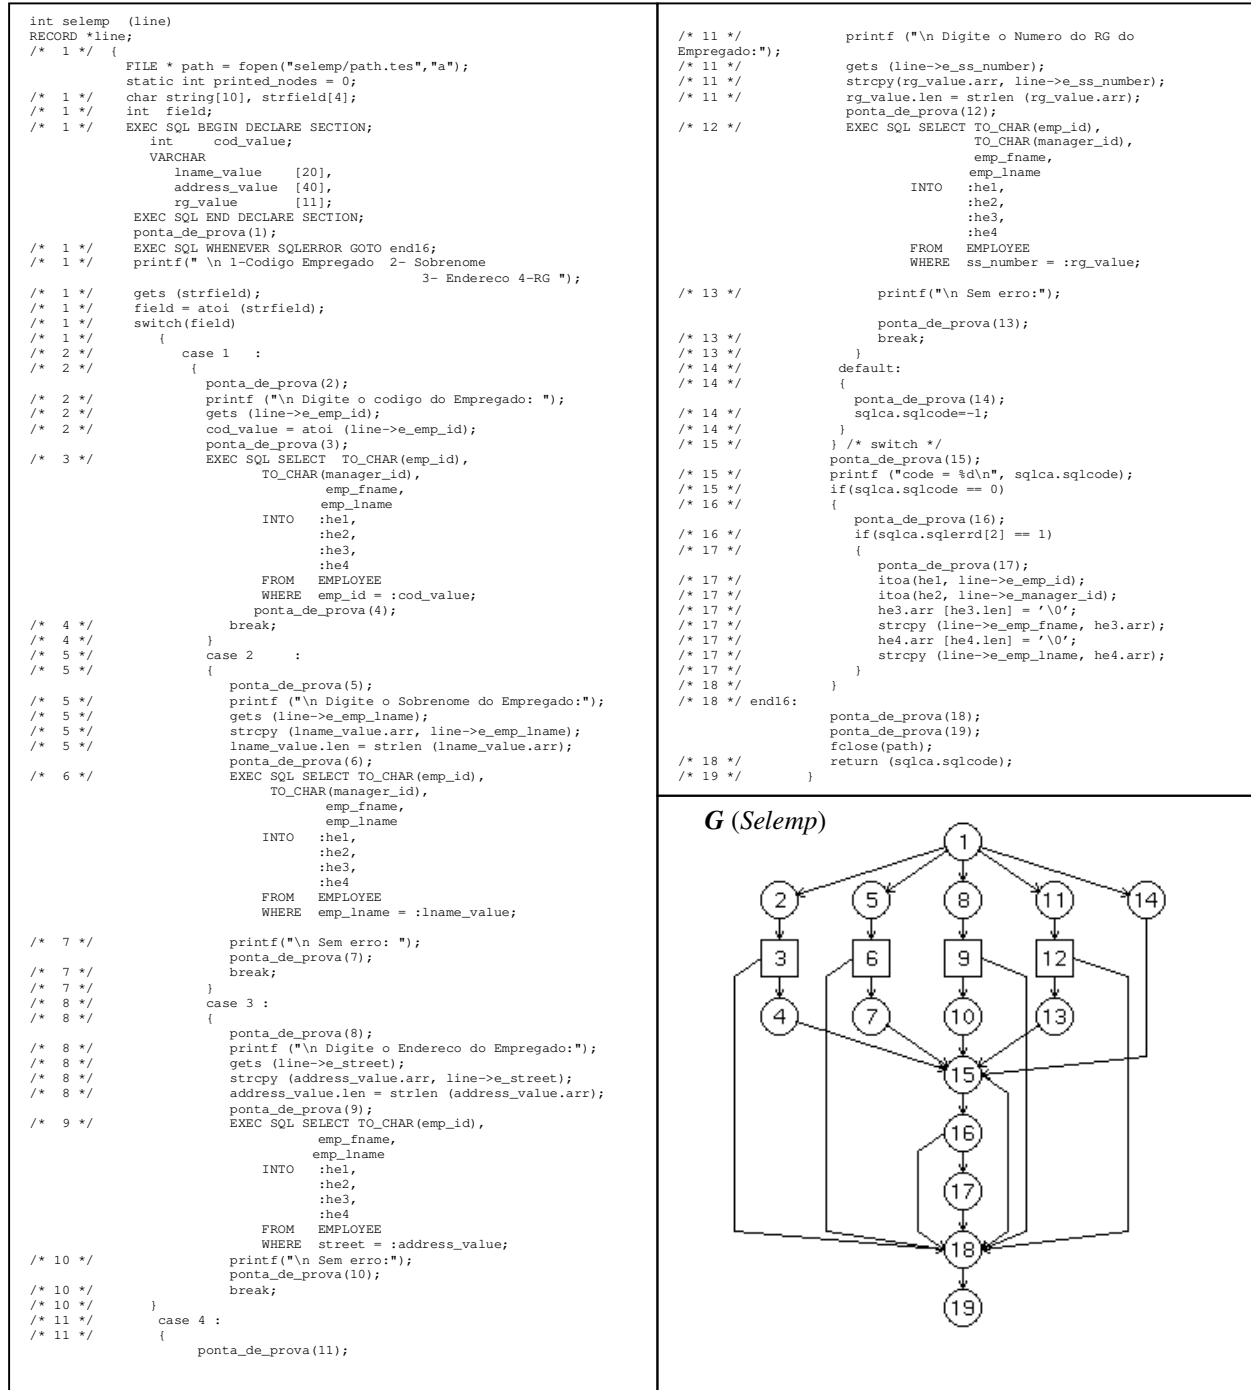 int selemp (line)
RECORD *line;
/* 1 */ {
FILE * path = fopen("selemp/path.tes","a");
static int printed_nodes = 0;
/* 1 */ char string[10], strfield[4];
/* 1 */ int field;
/* 1 */ EXEC SQL BEGIN DECLARE SECTION;
int cod_value;
VARCHAR
lname_value [20],
address_value [40],
rg_value [11];
EXEC SQL END DECLARE SECTION;
ponta_de_prova(1);
/* 1 */ EXEC SQL WHENEVER SQLERROR GOTO end16;
/* 1 */ printf(" \n 1-Codigo Empregado 2- Sobrenome
3- Endereco 4-RG ");
/* 1 */ gets (strfield);
/* 1 */ field = atoi (strfield);
/* 1 */ switch(field)
/* 1 */ {
/* 2 */ case 1 :
/* 2 */ {
ponta_de_prova(2);
/* 2 */ printf ("\n Digite o codigo do Empregado: ");
/* 2 */ gets (line->e_emp_id);
/* 2 */ cod_value = atoi (line->e_emp_id);
ponta_de_prova(3);
/* 3 */ EXEC SQL SELECT TO_CHAR(emp_id),
TO_CHAR(manager_id),
emp_fname,
emp_lname
INTO :he1,
:he2,
:he3,
:he4
FROM EMPLOYEE
WHERE emp_id = :cod_value;
ponta_de_prova(4);
/* 4 */ break;
/* 4 */ }
/* 5 */ case 2 :
/* 5 */ {
ponta_de_prova(5);
/* 5 */ printf ("\n Digite o Sobrenome do Empregado:");
/* 5 */ gets (line->e_emp_lname);
/* 5 */ strcpy (lname_value.arr, line->e_emp_lname);
/* 5 */ lname_value.len = strlen (lname_value.arr);
ponta_de_prova(6);
/* 6 */ EXEC SQL SELECT TO_CHAR(emp_id),
TO_CHAR(manager_id),
emp_fname,
emp_lname
INTO :he1,
:he2,
:he3,
:he4
FROM EMPLOYEE
WHERE emp_lname = :lname_value;
/* 7 */ printf("\n Sem erro: ");
ponta_de_prova(7);
/* 7 */ break;
/* 7 */ }
/* 8 */ case 3 :
/* 8 */ {
ponta_de_prova(8);
/* 8 */ printf ("\n Digite o Endereco do Empregado:");
/* 8 */ gets (line->e_street);
/* 8 */ strcpy (address_value.arr, line->e_street);
/* 8 */ address_value.len = strlen (address_value.arr);
ponta_de_prova(9);
/* 9 */ EXEC SQL SELECT TO_CHAR(emp_id),
emp_fname,
emp_lname
INTO :he1,
:he2,
:he3,
:he4
FROM EMPLOYEE
WHERE street = :address_value;
/* 10 */ printf("\n Sem erro:");
ponta_de_prova(10);
/* 10 */ break;
/* 10 */ }
/* 11 */ case 4 :
/* 11 */ {
ponta_de_prova(11);
/* 11 */ printf ("\n Digite o Numero do RG do
Empregado:");
/* 11 */ gets (line->e_ss_number);
/* 11 */ strcpy(rg_value.arr, line->e_ss_number);
/* 11 */ rg_value.len = strlen (rg_value.arr);
ponta_de_prova(12);
/* 12 */ EXEC SQL SELECT TO_CHAR(emp_id),
TO_CHAR(manager_id),
emp_fname,
emp_lname
INTO :he1,
:he2,
:he3,
:he4
FROM EMPLOYEE
WHERE ss_number = :rg_value;
/* 13 */ printf("\n Sem erro:");
ponta_de_prova(13);
/* 13 */ break;
/* 13 */ }
/* 14 */ default:
/* 14 */ {
ponta_de_prova(14);
/* 14 */ sqlca.sqlcode=-1;
/* 14 */ }
/* 15 */ } /* switch */
ponta_de_prova(15);
/* 15 */ printf ("code = %d\n", sqlca.sqlcode);
/* 15 */ if(sqlca.sqlcode == 0)
/* 16 */ {
ponta_de_prova(16);
/* 16 */ if(sqlca.sqlerrd[2] == 1)
/* 17 */ {
ponta_de_prova(17);
/* 17 */ itoa(he1, line->e_emp_id);
/* 17 */ itoa(he2, line->e_manager_id);
/* 17 */ he3.arr [he3.len] = ’\0’;
/* 17 */ strcpy (line->e_emp_fname, he3.arr);
/* 17 */ he4.arr [he4.len] = ’\0’;
/* 17 */ strcpy (line->e_emp_lname, he4.arr);
/* 17 */ }
/* 18 */ }
/* 18 */ end16:
ponta_de_prova(18);
ponta_de_prova(19);
fclose(path);
/* 18 */ return (sqlca.sqlcode);
/* 19 */ }
G (Selemp)
1
2 5 8 11 14
3 6 9 12
4 7 10 13
15
16
17
18
19